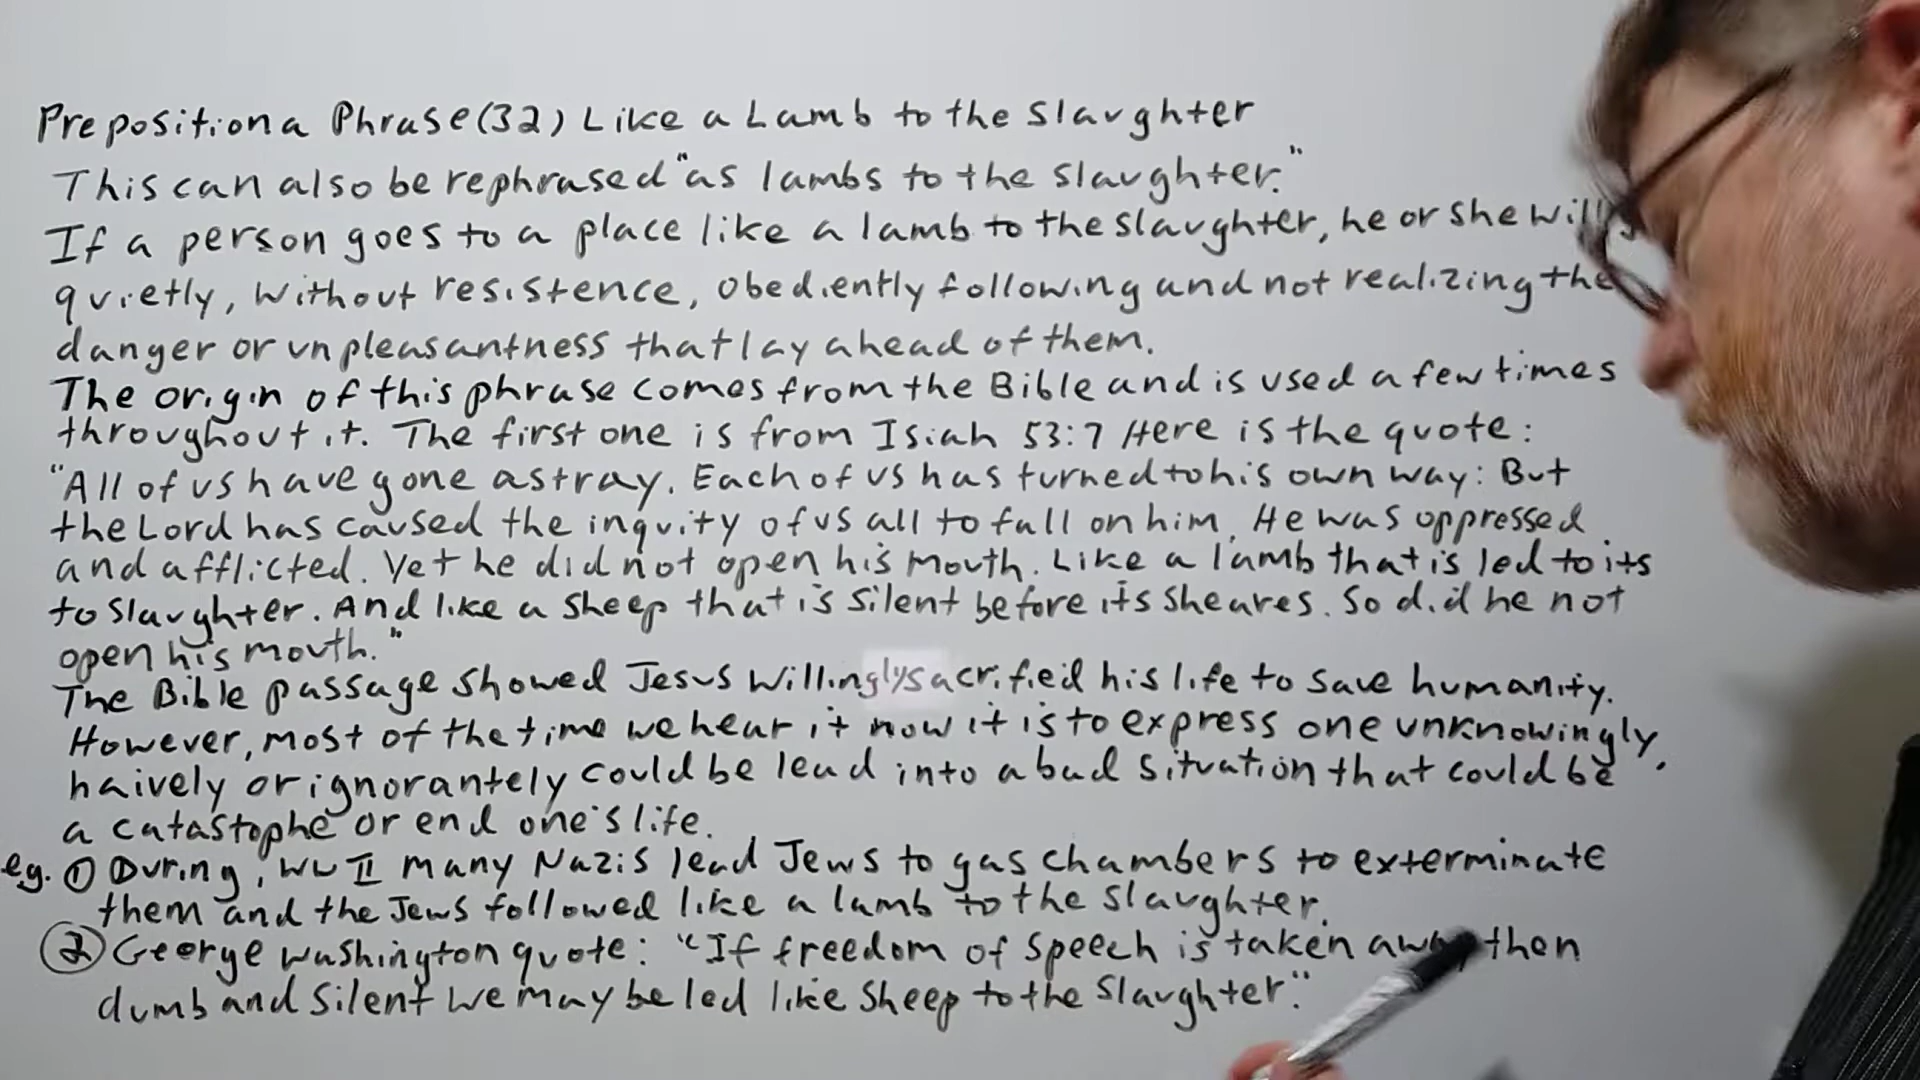 Prepositiona Phrase(32) Like a Lamb to the Slaughter
This can also be rephrased "as lambs to the slaughter."
If a person goes to a place like a lamb to the slaughter, he or she will
quietly, without resistence, obediently following and not realizing the
danger or unpleasantness that lay ahead of them.
The origin of this phrase comes from the Bible and is used a few times
throughout it. The first one is from Isiah 53:7 Here is the quote:
"All of us have gone astray. Each of us has turned to his own way: But
the Lord has caused the inquity of us all to fall on him. He was oppressed
and afflicted. Yet he did not open his mouth. Like a lamb that is led to its
to slaughter. And like a sheep that is silent before its sheares. So did he not
open his mouth."
The Bible passage showed Jesus willingly sacrified his life to save humanity.
However, most of the time we hear it now it is to express one unknowingly,
haively or ignorantely could be lead into a bad situation that could be
a catastophe or end one's life.
eg. ① During, WW II many Nazis lead Jews to gas chambers to exterminate
them and the Jews followed like a lamb to the slaughter.
② George Washington quote: "If freedom of speech is taken away then
dumb and silent we may be led like sheep to the slaughter."